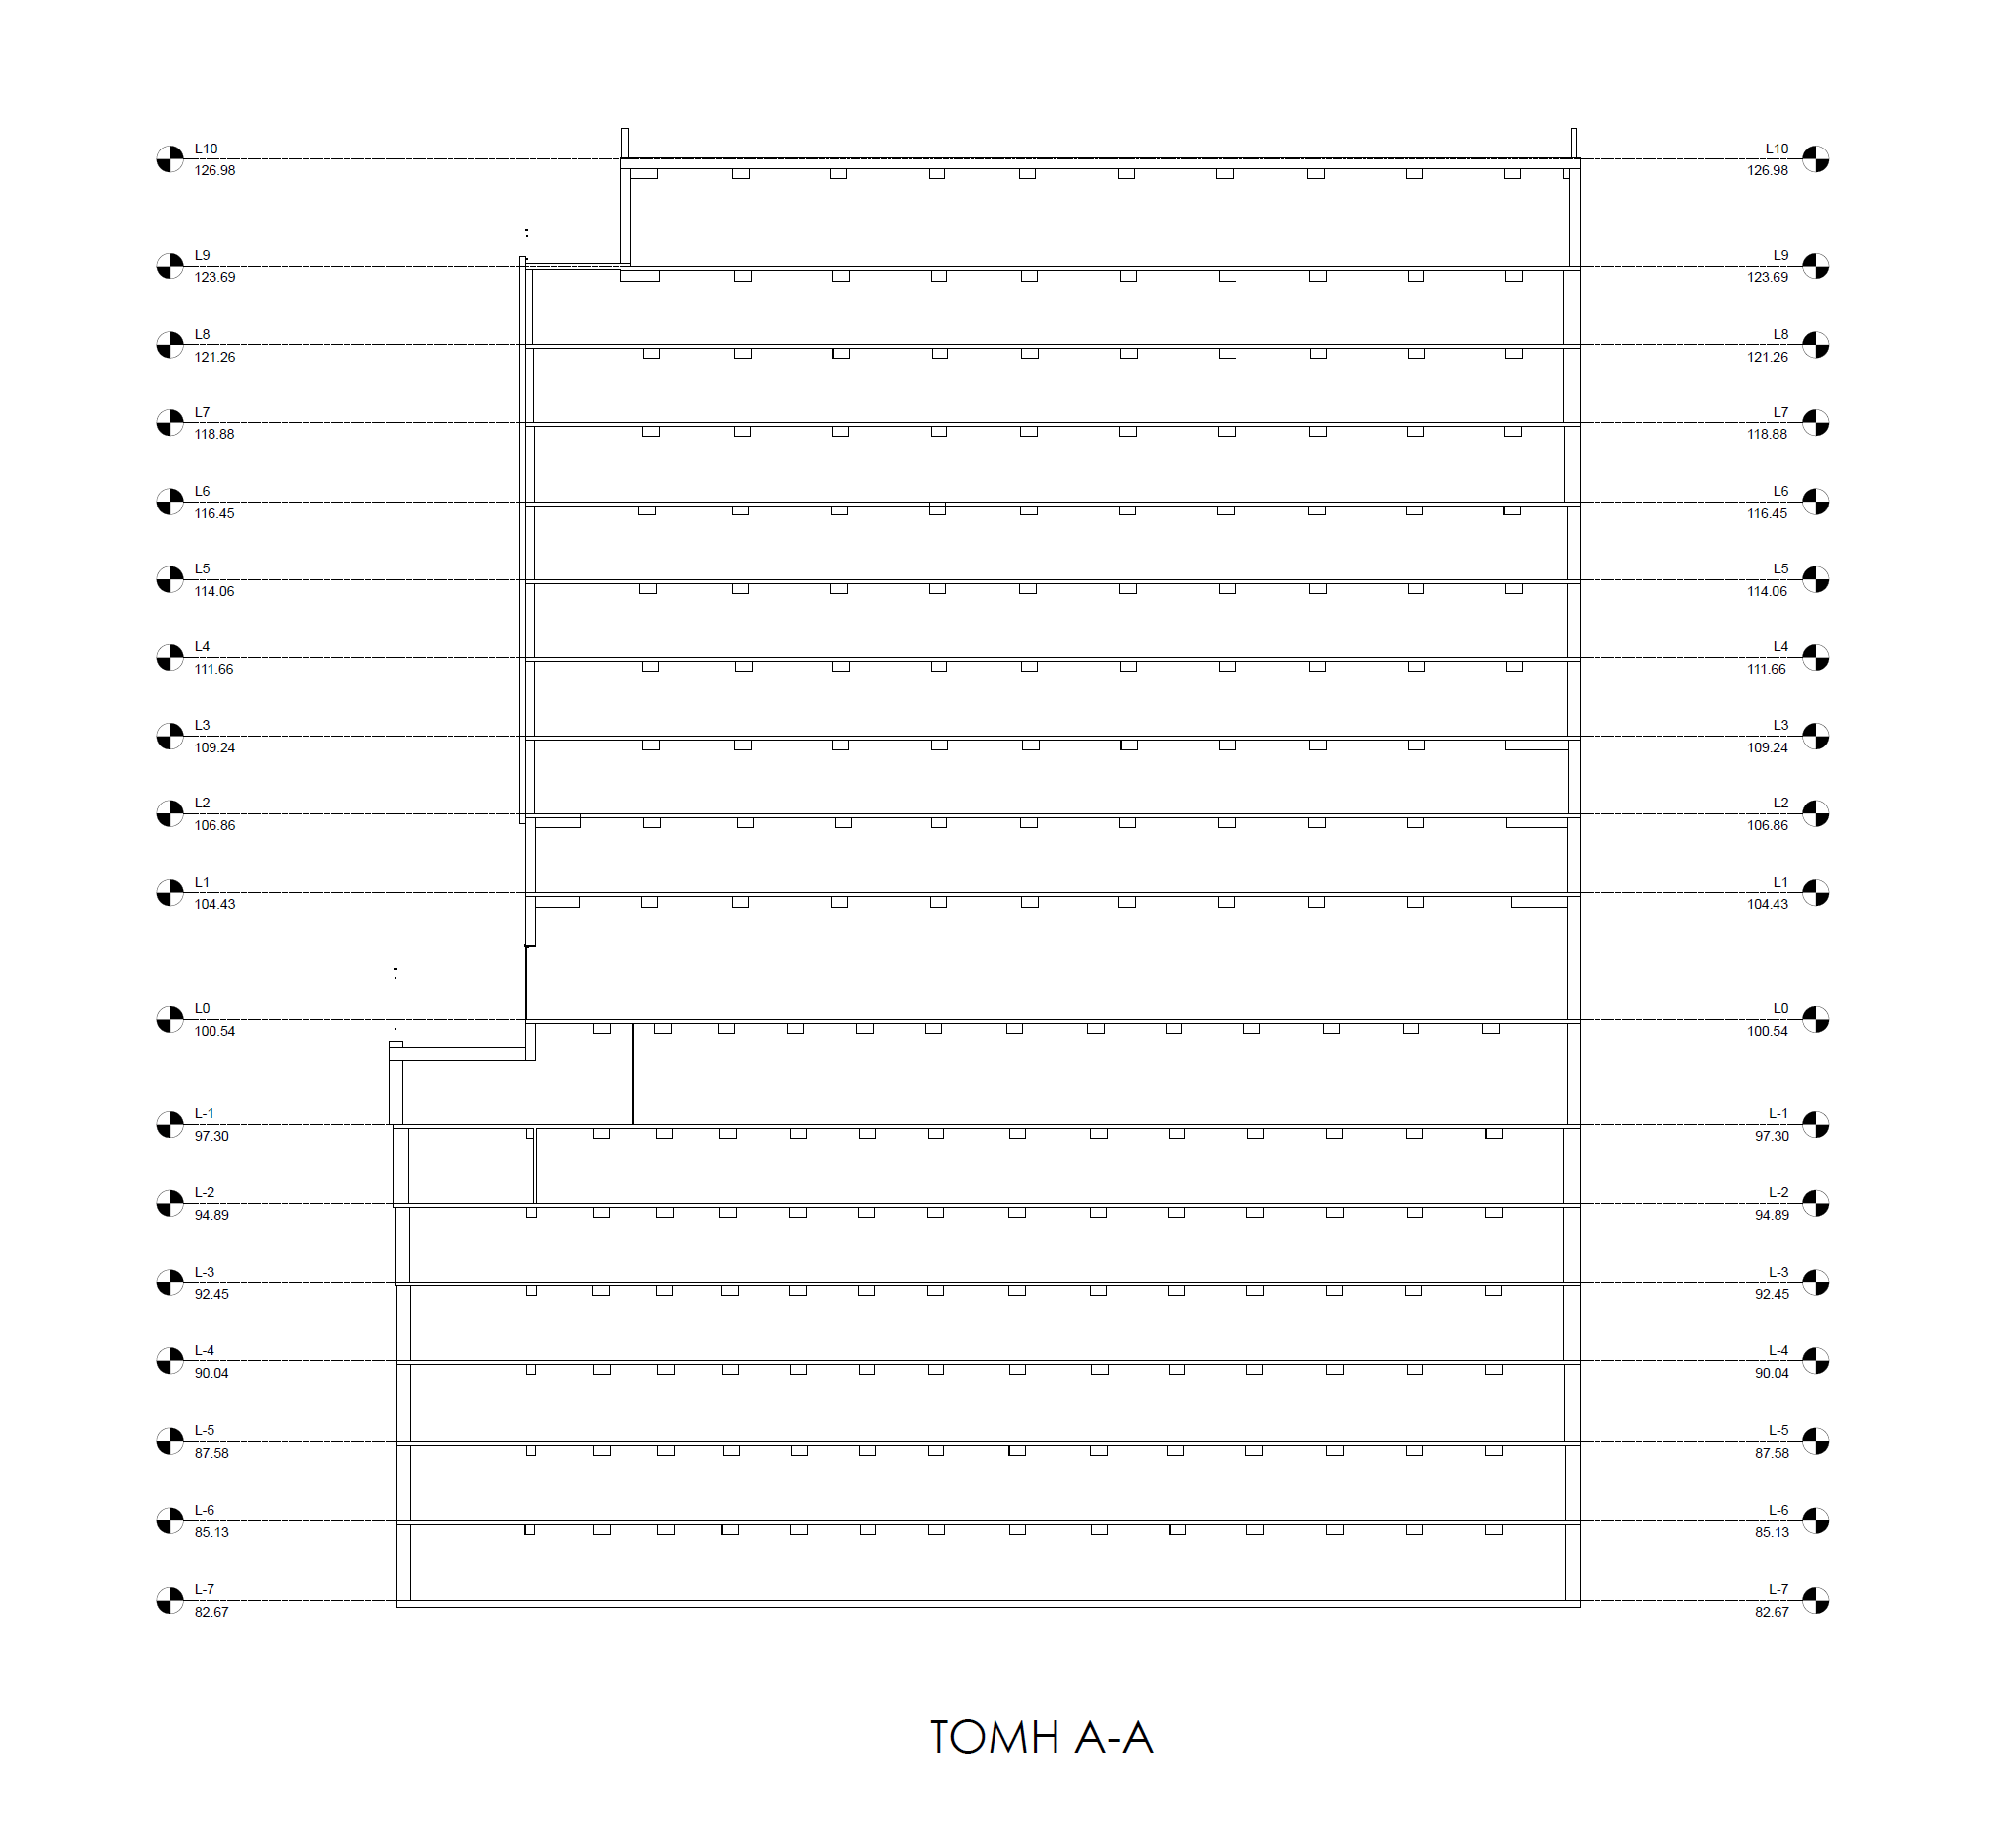 L10 L10
126.98 126.98
L9 L9
123.69 123.69
L8 L8
121.26 121.26
L7 L7
118.88 118.88
L6 L6
116.45 116.45
L5 L5
114.06 114.06
L4 L4
111.66 111.66
L3 L3
109.24 109.24
L2 L2
106.86 106.86
L1 L1
104.43 104.43
L0 L0
100.54 100.54
L-1 L-1
97.30 97.30
L-2 L-2
94.89 94.89
L-3 L-3
92.45 92.45
L-4 L-4
90.04 90.04
L-5 L-5
87.58 87.58
L-6 L-6
85.13 85.13
L-7 L-7
82.67 82.67
ΤΟΜΗ Α-Α